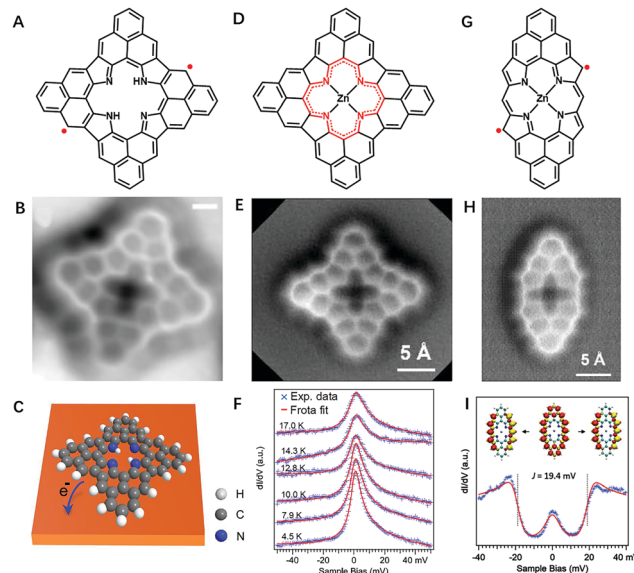 A
D
G
N
HN
NH
N
N
N
Zn
N
N
N
N
Zn
N
N
B
E
H
5 Å
5 Å
C
e-
H
C
N
F
× Exp. data
Frota fit
17.0 K
14.3 K
12.8 K
10.0 K
7.9 K
4.5 K
dI/dV (a.u.)
-40 -20 0 20 40
Sample Bias (mV)
I
J = 19.4 mV
dI/dV (a.u.)
-40 -20 0 20 40
Sample Bias (mV)